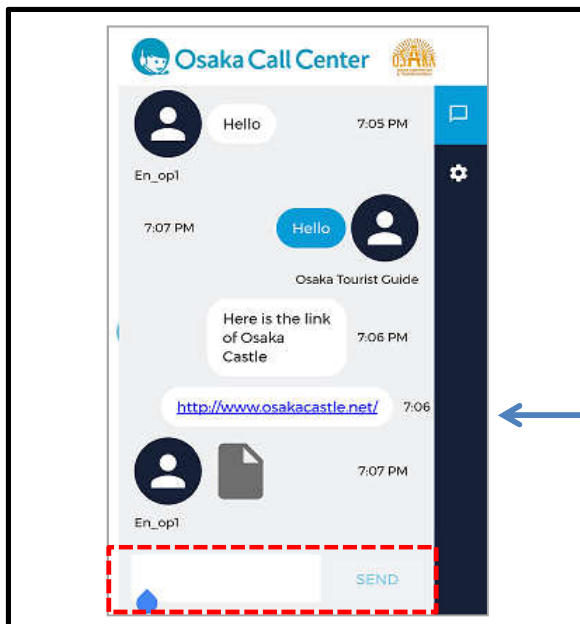 Osaka Call Center
OSAKA
Hello
7:05 PM
En_op1
7:07 PM
Hello
Osaka Tourist Guide
Here is the link
of Osaka
Castle
7:06 PM
http://www.osakacastle.net/
7:06
7:07 PM
En_op1
SEND